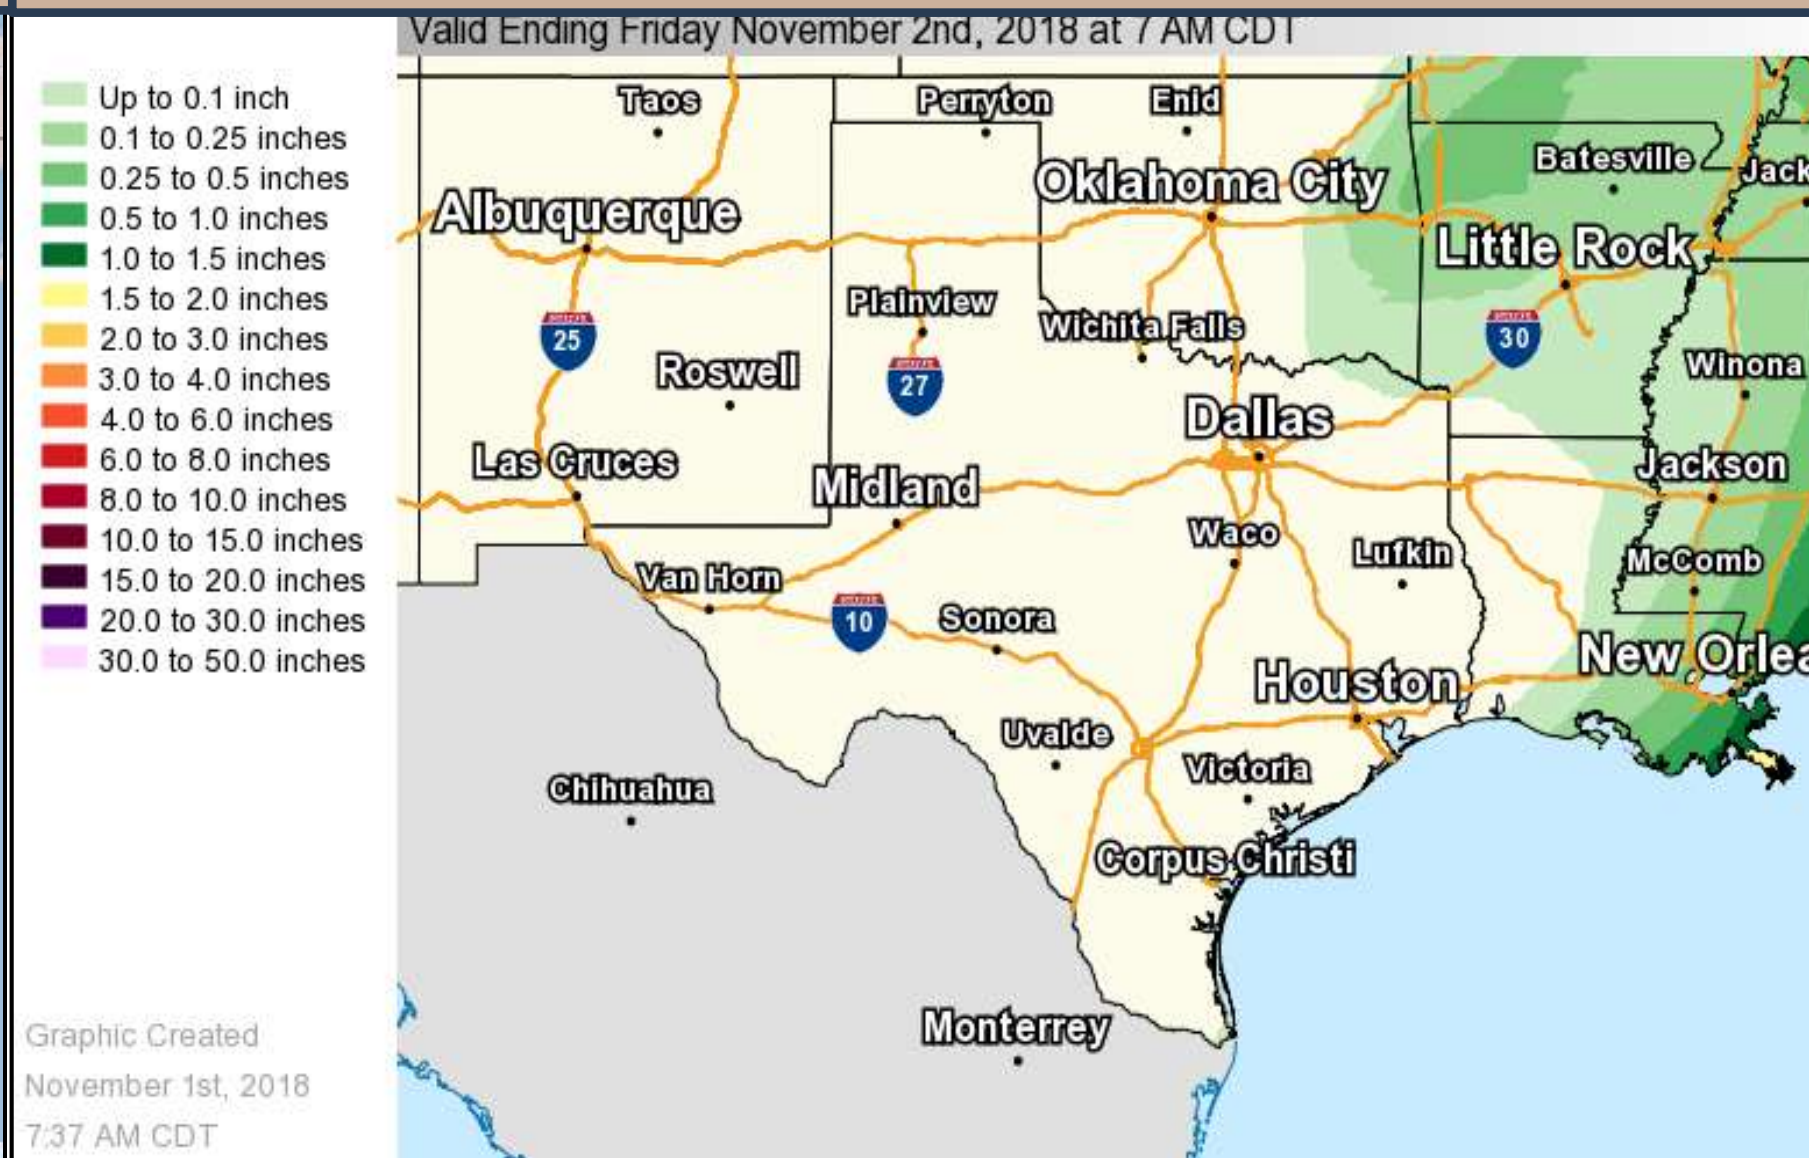 Valid Ending Friday November 2nd, 2018 at 7 AM CDT
Up to 0.1 inch
0.1 to 0.25 inches
0.25 to 0.5 inches
0.5 to 1.0 inches
1.0 to 1.5 inches
1.5 to 2.0 inches
2.0 to 3.0 inches
3.0 to 4.0 inches
4.0 to 6.0 inches
6.0 to 8.0 inches
8.0 to 10.0 inches
10.0 to 15.0 inches
15.0 to 20.0 inches
20.0 to 30.0 inches
30.0 to 50.0 inches
Graphic Created
November 1st, 2018
7:37 AM CDT
Taos
Perryton
Enid
Batesville
Jack
Oklahoma City
Albuquerque
Little Rock
Plainview
Wichita Falls
25
30
Roswell
27
Winona
Dallas
Las Cruces
Midland
Jackson
Waco
Lufkin
McComb
Van Horn
10
Sonora
New Orlea
Houston
Uvalde
Victoria
Chihuahua
Corpus Christi
Monterrey